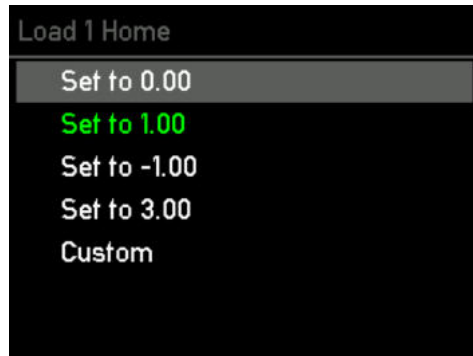 Load 1 Home
Set to 0.00
Set to 1.00
Set to -1.00
Set to 3.00
Custom